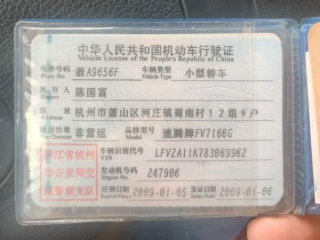 中华人民共和国机动车行驶证
Vehicle License of the People's Republic of China
号牌号码 浙A9656F 车辆类型 小型轿车
Plate No. Vehicle Type
所有人 陈国富
Owner
住址 杭州市萧山区河庄镇蜀南村12组9户
Address
使用性质 非营运 品牌型号 速腾牌FV7166G
Use Character Model
浙江省杭州
市公安局交
通警察支队
车辆识别代号 LFVZA11K783069962
VIN
发动机号码 247906
Engine No.
注册日期 2009-01-05 发证日期 2009-01-06
Register Date Issue Date